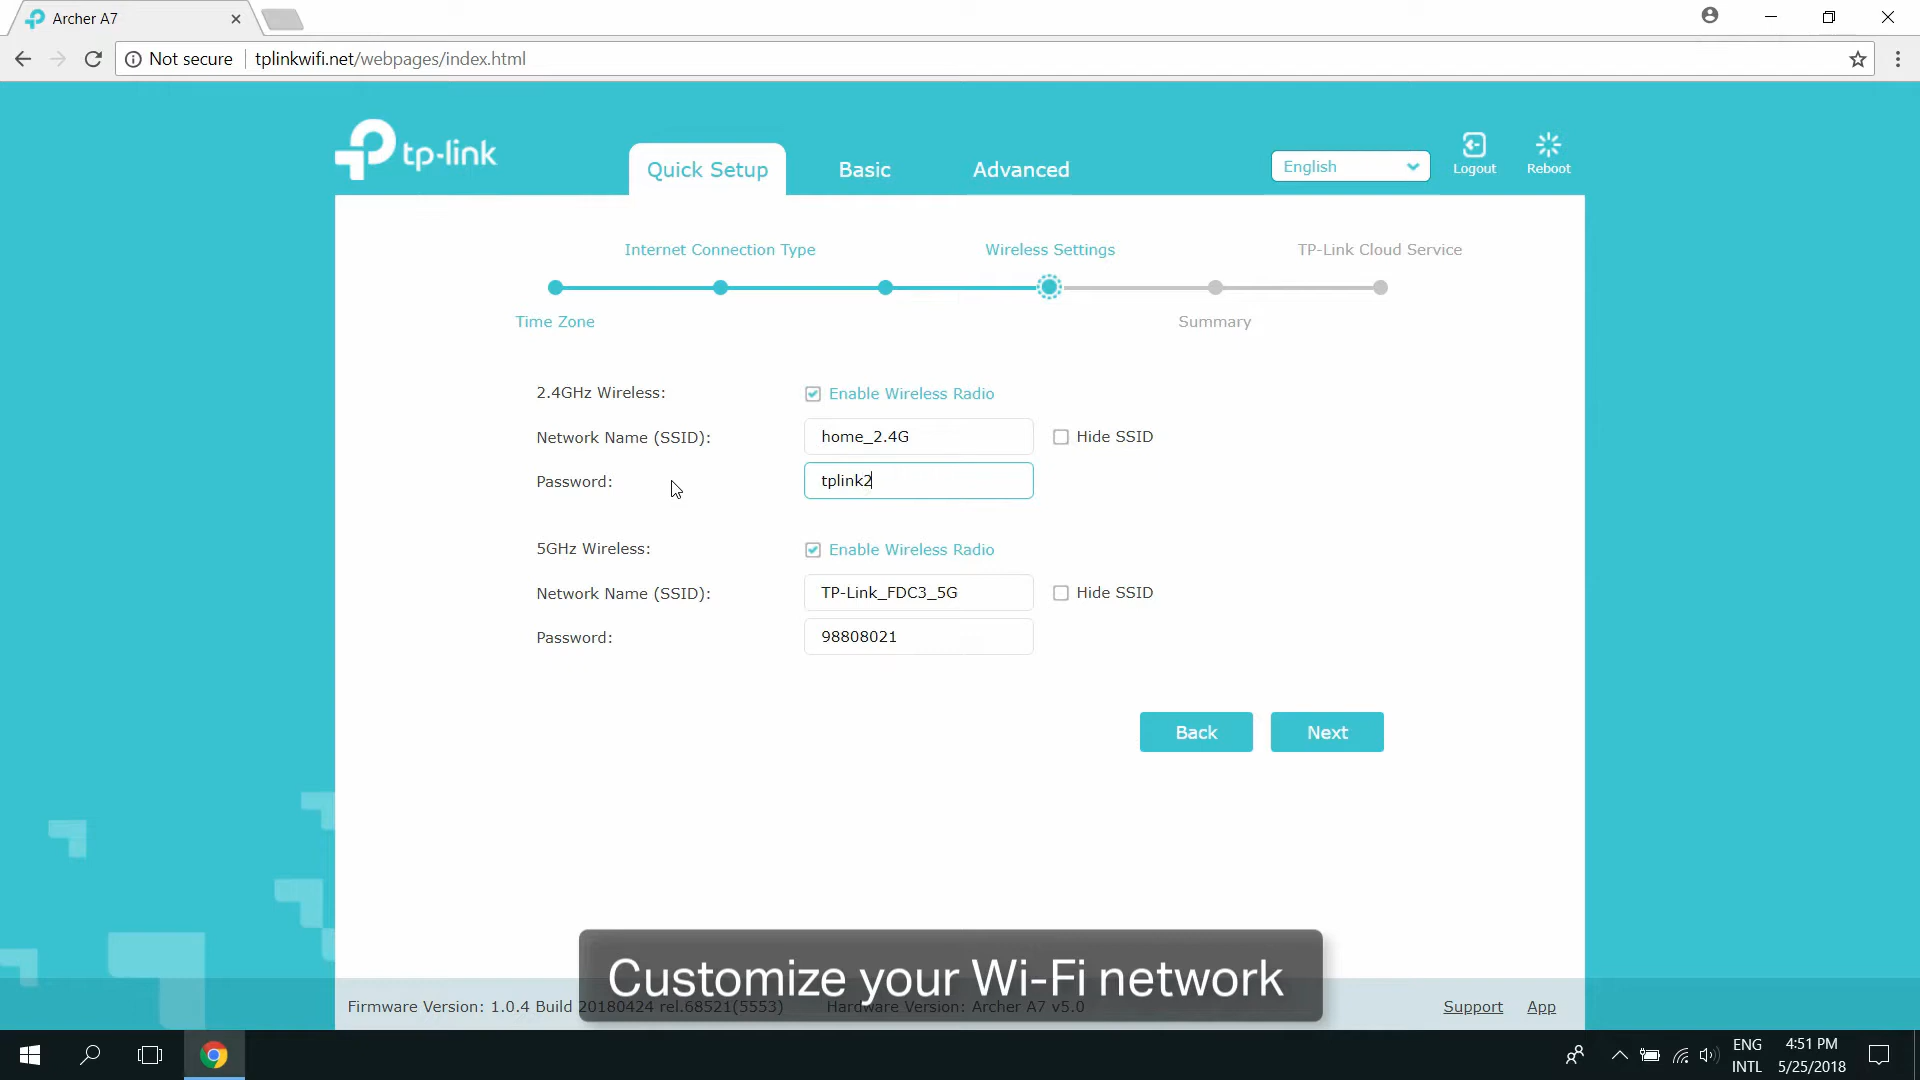 Archer A7
Not secure
tplinkwifi.net/webpages/index.html
tp-link
Quick Setup
Basic
Advanced
English
Logout
Reboot
Internet Connection Type
Wireless Settings
TP-Link Cloud Service
Time Zone
Summary
2.4GHz Wireless:
Enable Wireless Radio
Network Name (SSID):
home_2.4G
Hide SSID
Password:
tplink2
5GHz Wireless:
Enable Wireless Radio
Network Name (SSID):
TP-Link_FDC3_5G
Hide SSID
Password:
98808021
Back
Next
Customize your Wi-Fi network
Firmware Version: 1.0.4 Build 20180424 rel.68521(5553)
Hardware Version: Archer A7 v5.0
Support
App
ENG
INTL
4:51 PM
5/25/2018